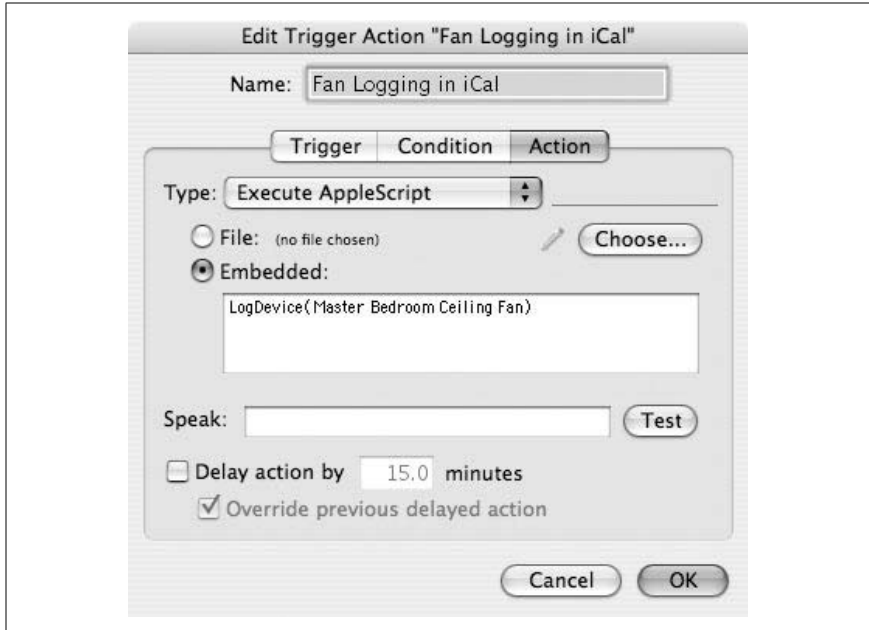 Edit Trigger Action "Fan Logging in iCal"
Name: Fan Logging in iCal
Trigger Condition Action
Type: Execute AppleScript
File: (no file chosen) Choose...
Embedded:
LogDevice(Master Bedroom Ceiling Fan)
Speak: Test
Delay action by 15.0 minutes
Override previous delayed action
Cancel OK